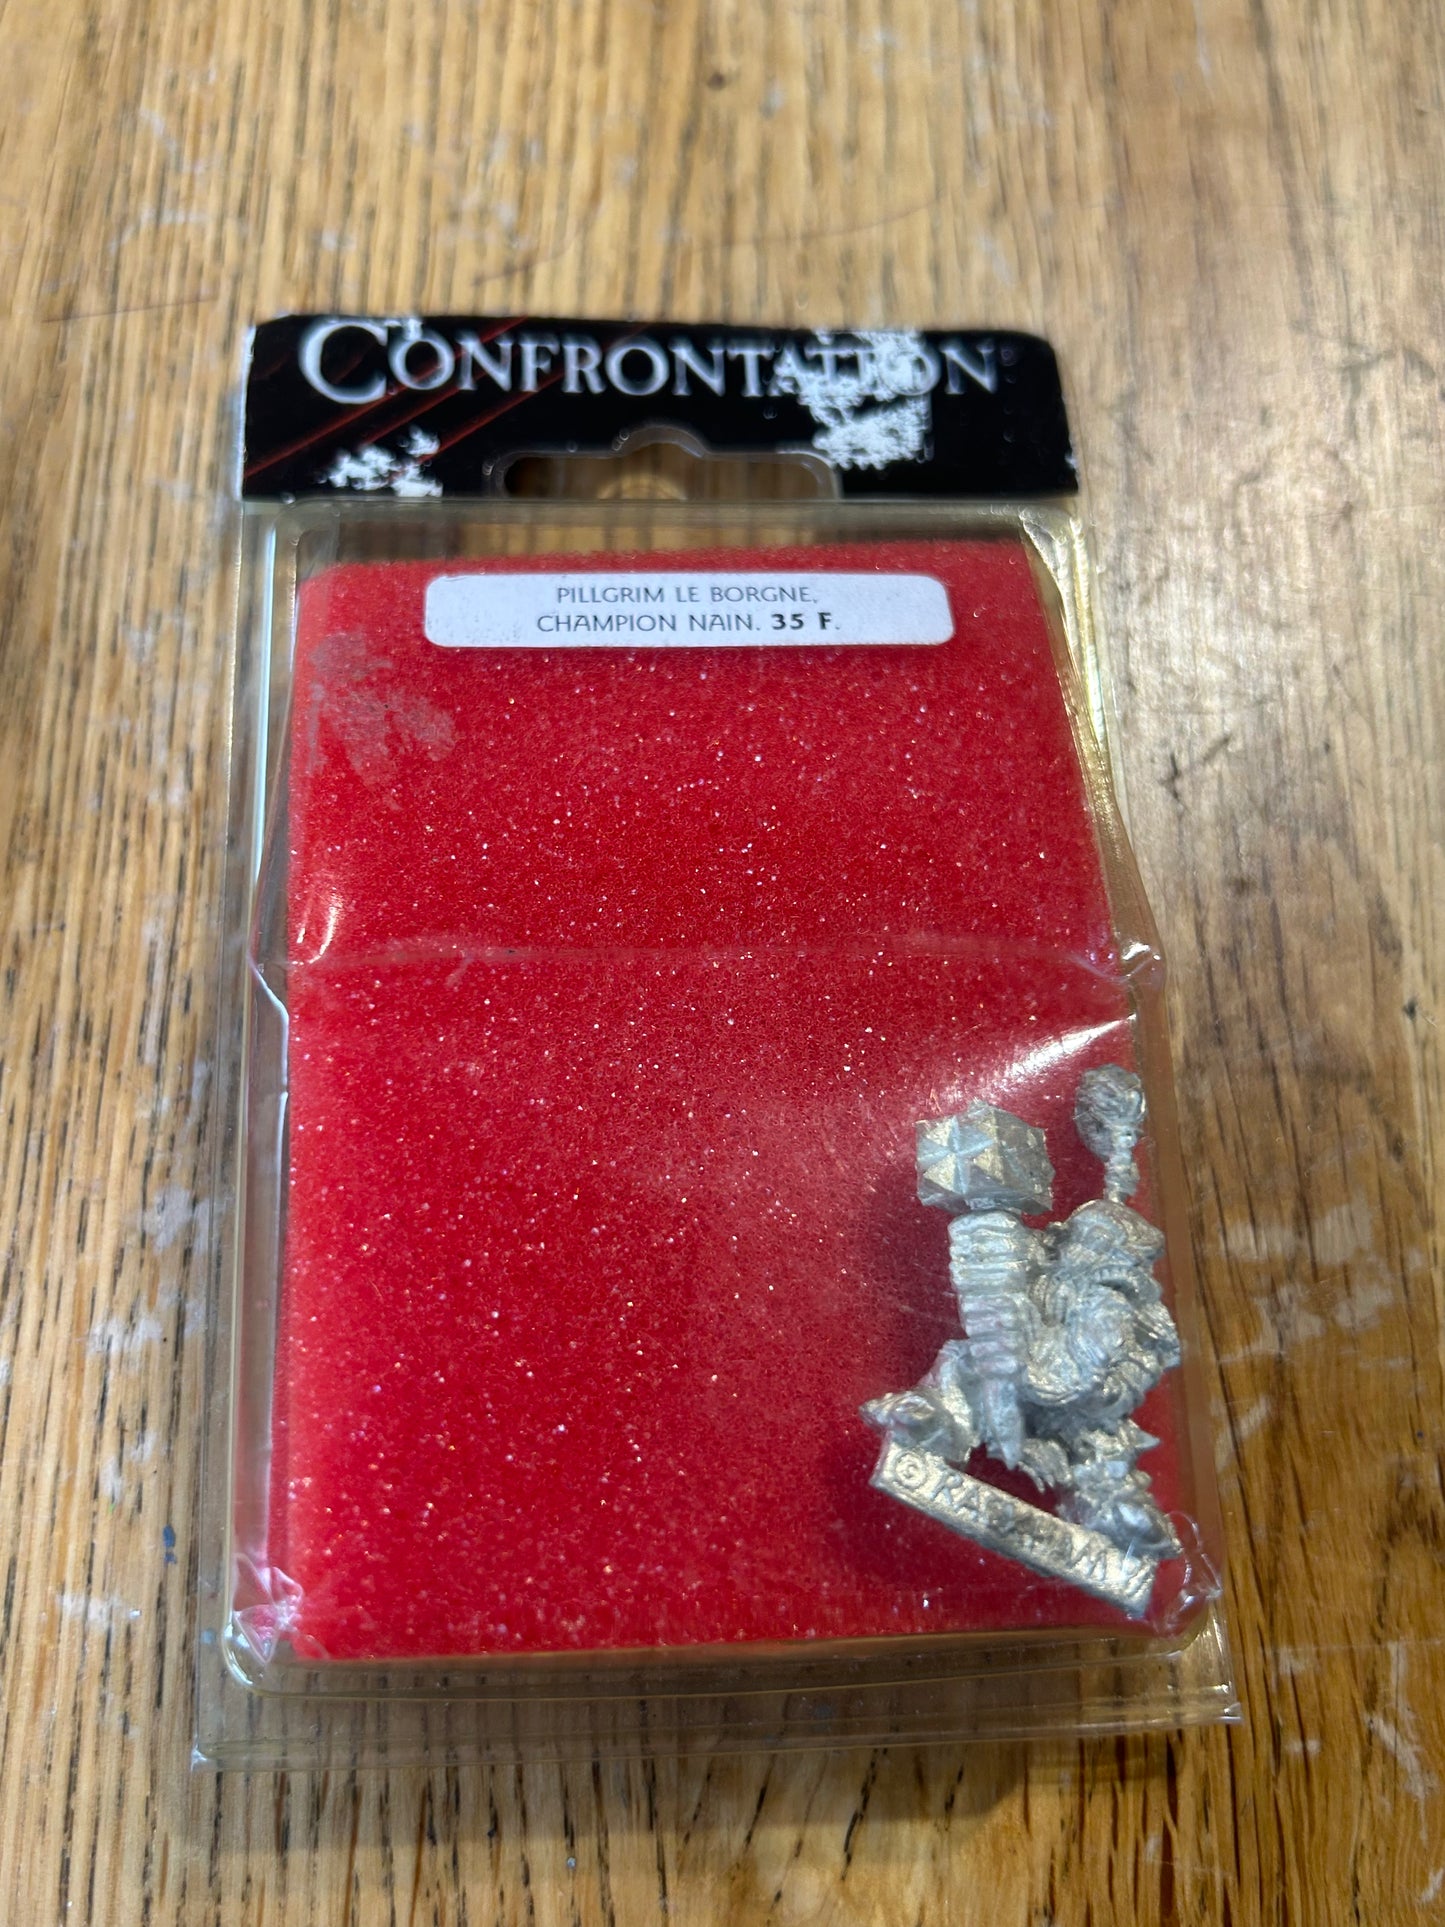 CONFRONTATION
PILLGRIM LE BORGNE,
CHAMPION NAIN. 35 F.